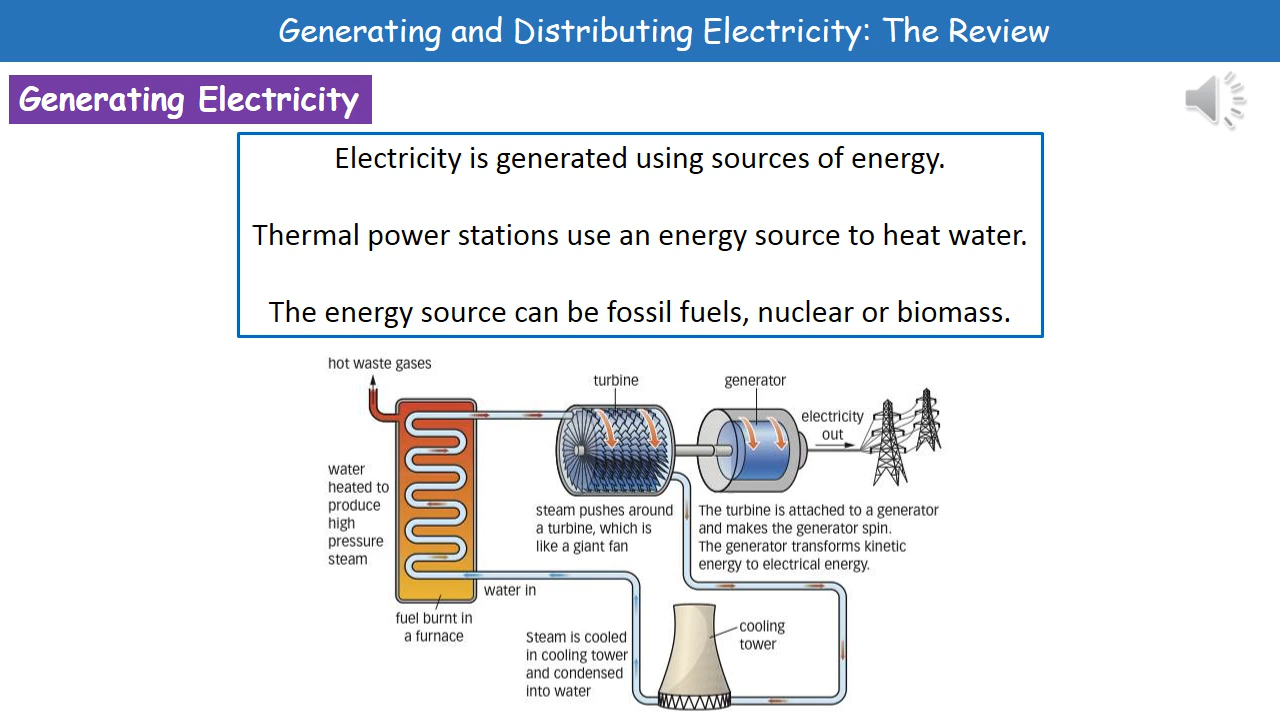 Generating and Distributing Electricity: The Review
Generating Electricity
Electricity is generated using sources of energy.
Thermal power stations use an energy source to heat water.
The energy source can be fossil fuels, nuclear or biomass.
hot waste gases
turbine
generator
electricity
out
water
heated to
produce
high
pressure
steam
steam pushes around
a turbine, which is
like a giant fan
The turbine is attached to a generator
and makes the generator spin.
The generator transforms kinetic
energy to electrical energy.
water in
fuel burnt in
a furnace
Steam is cooled
in cooling tower
and condensed
into water
cooling
tower